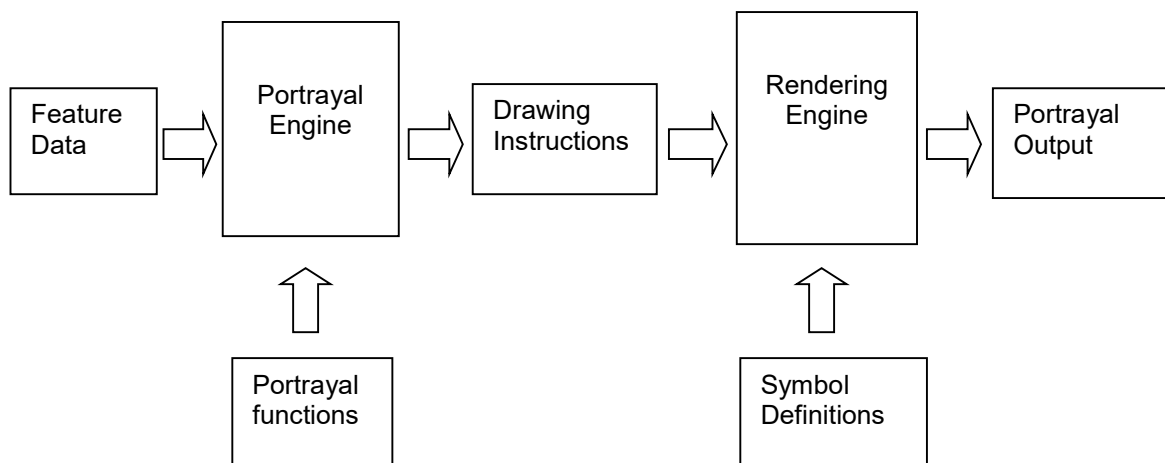 Feature
Data
Portrayal
Engine
Drawing
Instructions
Rendering
Engine
Portrayal
Output
Portrayal
functions
Symbol
Definitions